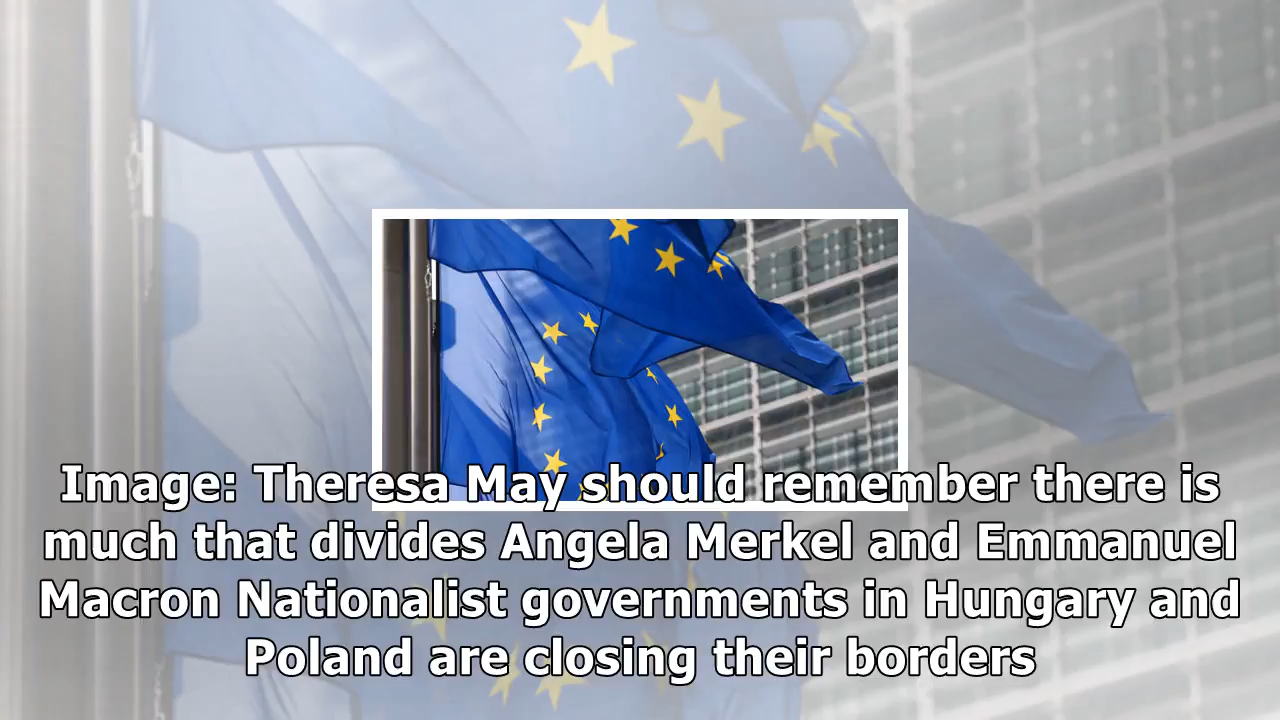 Image: Theresa May should remember there is
much that divides Angela Merkel and Emmanuel
Macron Nationalist governments in Hungary and
Poland are closing their borders